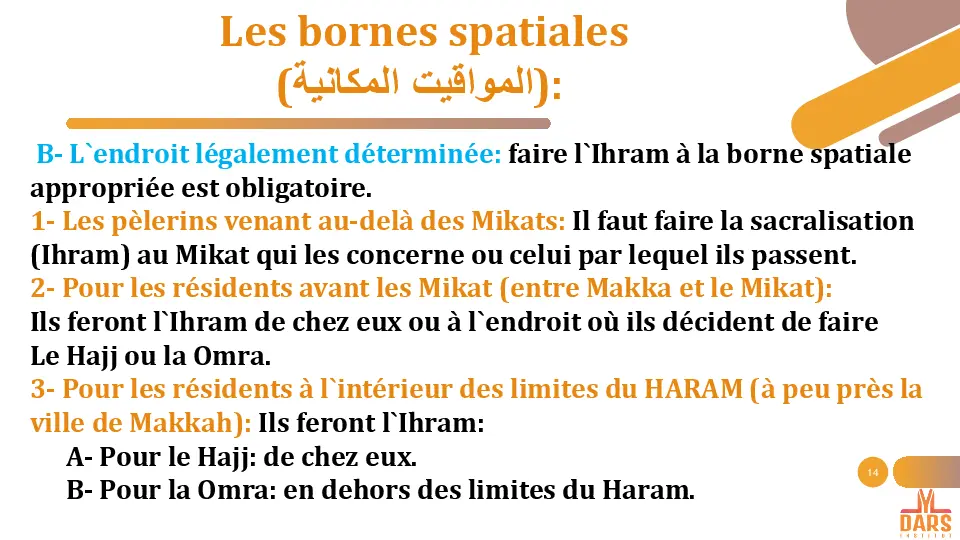 Les bornes spatiales
(المواقيت المكانية):
B- L`endroit légalement déterminée: faire l`Ihram à la borne spatiale
appropriée est obligatoire.
1- Les pèlerins venant au-delà des Mikats: Il faut faire la sacralisation
(Ihram) au Mikat qui les concerne ou celui par lequel ils passent.
2- Pour les résidents avant les Mikat (entre Makka et le Mikat):
Ils feront l`Ihram de chez eux ou à l`endroit où ils décident de faire
Le Hajj ou la Omra.
3- Pour les résidents à l`intérieur des limites du HARAM (à peu près la
ville de Makkah): Ils feront l`Ihram:
A- Pour le Hajj: de chez eux.
B- Pour la Omra: en dehors des limites du Haram.
14
DARS
INSTITUT